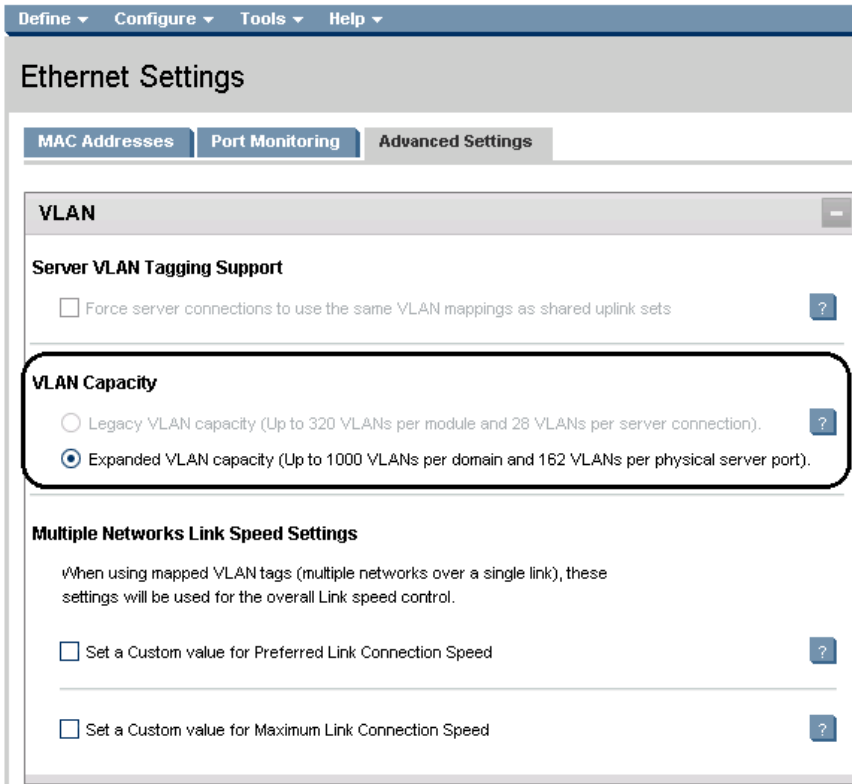 Define Configure Tools Help
Ethernet Settings
MAC Addresses Port Monitoring Advanced Settings
VLAN
Server VLAN Tagging Support
Force server connections to use the same VLAN mappings as shared uplink sets ?
VLAN Capacity
Legacy VLAN capacity (Up to 320 VLANs per module and 28 VLANs per server connection). ?
Expanded VLAN capacity (Up to 1000 VLANs per domain and 162 VLANs per physical server port).
Multiple Networks Link Speed Settings
When using mapped VLAN tags (multiple networks over a single link), these
settings will be used for the overall Link speed control.
Set a Custom value for Preferred Link Connection Speed ?
Set a Custom value for Maximum Link Connection Speed ?